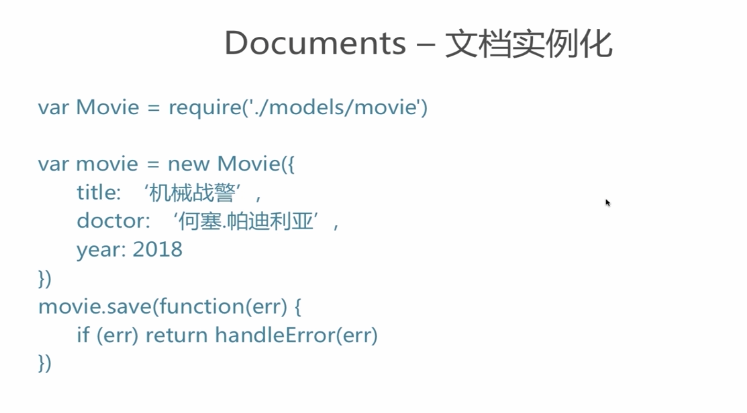 Documents – 文档实例化
var Movie = require('./models/movie')
var movie = new Movie({
title: ‘机械战警’,
doctor: ‘何塞.帕迪利亚’,
year: 2018
})
movie.save(function(err) {
if (err) return handleError(err)
})